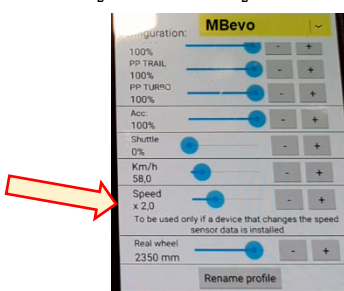 MBevo
100%
PP TRAIL
100%
PP TURBO
100%
- +
- +
- +
Acc.
100%
- +
Shuttle
0%
- +
Km/h
58,0
- +
Speed
x 2,0
- +
To be used only if a device that changes the speed
sensor data is installed
Real wheel
2350 mm
- +
Rename profile